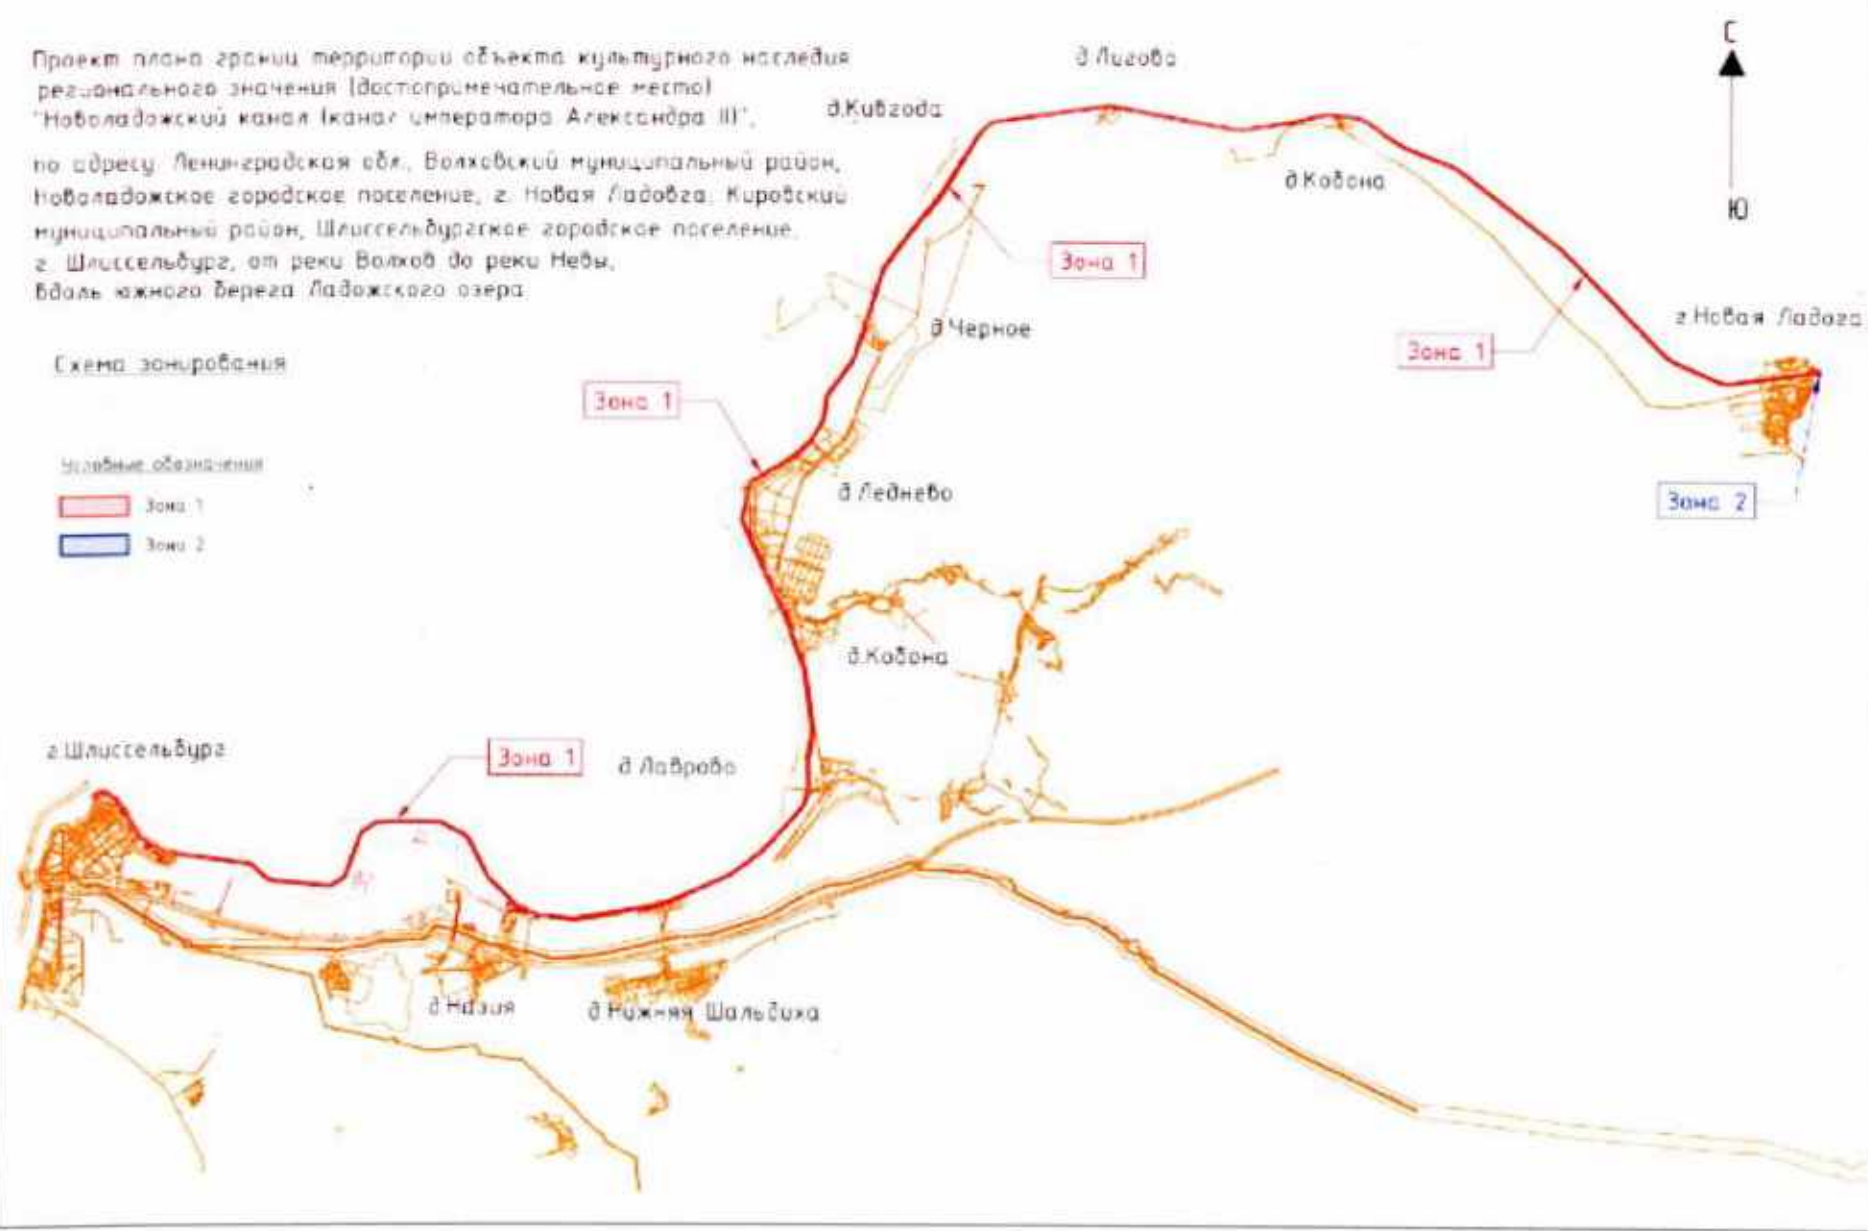 Проект плана границ территории объекта культурного наследия
регионального значения (достопримечательное место)
"Новоладожский канал (канал императора Александра II)",
по адресу: Ленинградская обл., Волховский муниципальный район,
Новоладожское городское поселение, г. Новая Ладовга, Кировский
муниципальный район, Шлиссельбургское городское поселение,
г. Шлиссельбург, от реки Волхов до реки Невы,
вдоль южного берега Ладожского озера
Схема зонирования
Условные обозначения
Зона 1
Зона 2
С
Ю
д.Лигово
д.Кивгода
д.Кобона
Зона 1
г.Новая Ладога
д.Черное
Зона 1
Зона 1
д.Леднево
Зона 2
д.Кобона
г.Шлиссельбург
Зона 1
д.Лаврово
д.Назия
д.Нижняя Шальдиха